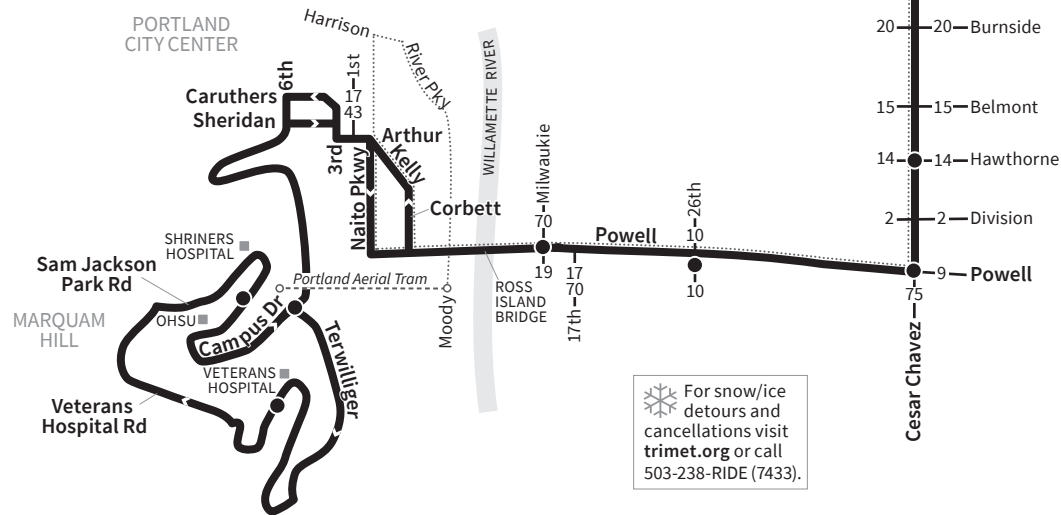 PORTLAND
CITY CENTER
Harrison
River Pky
WILLAMETTE RIVER
20
20
Burnside
6th
1st
17
43
Caruthers
Sheridan
3rd
Arthur
Kelly
Naito Pkwy
Corbett
15
15
Belmont
14
14
Hawthorne
Milwaukie
70
19
26th
10
10
2
2
Division
Powell
17
70
17th
9
Powell
75
Cesar Chavez
SHRINERS
HOSPITAL
Sam Jackson
Park Rd
OHSU
MARQUAM
HILL
Portland Aerial Tram
Moody
ROSS
ISLAND
BRIDGE
Campus Dr
Terwilliger
VETERANS
HOSPITAL
Veterans
Hospital Rd
For snow/ice
detours and
cancellations visit
trimet.org or call
503-238-RIDE (7433).